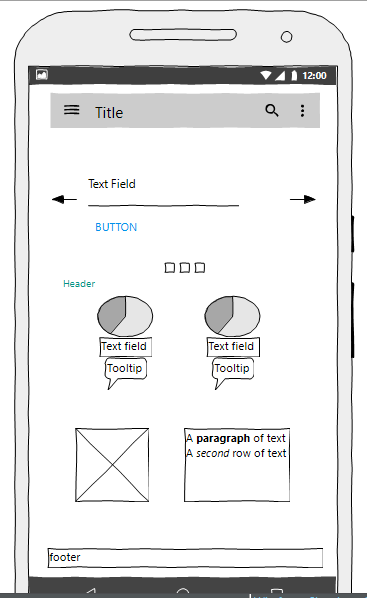 12:00
Title
Text Field
BUTTON
Header
Text field
Text field
Tooltip
Tooltip
A paragraph of text
A second row of text
footer